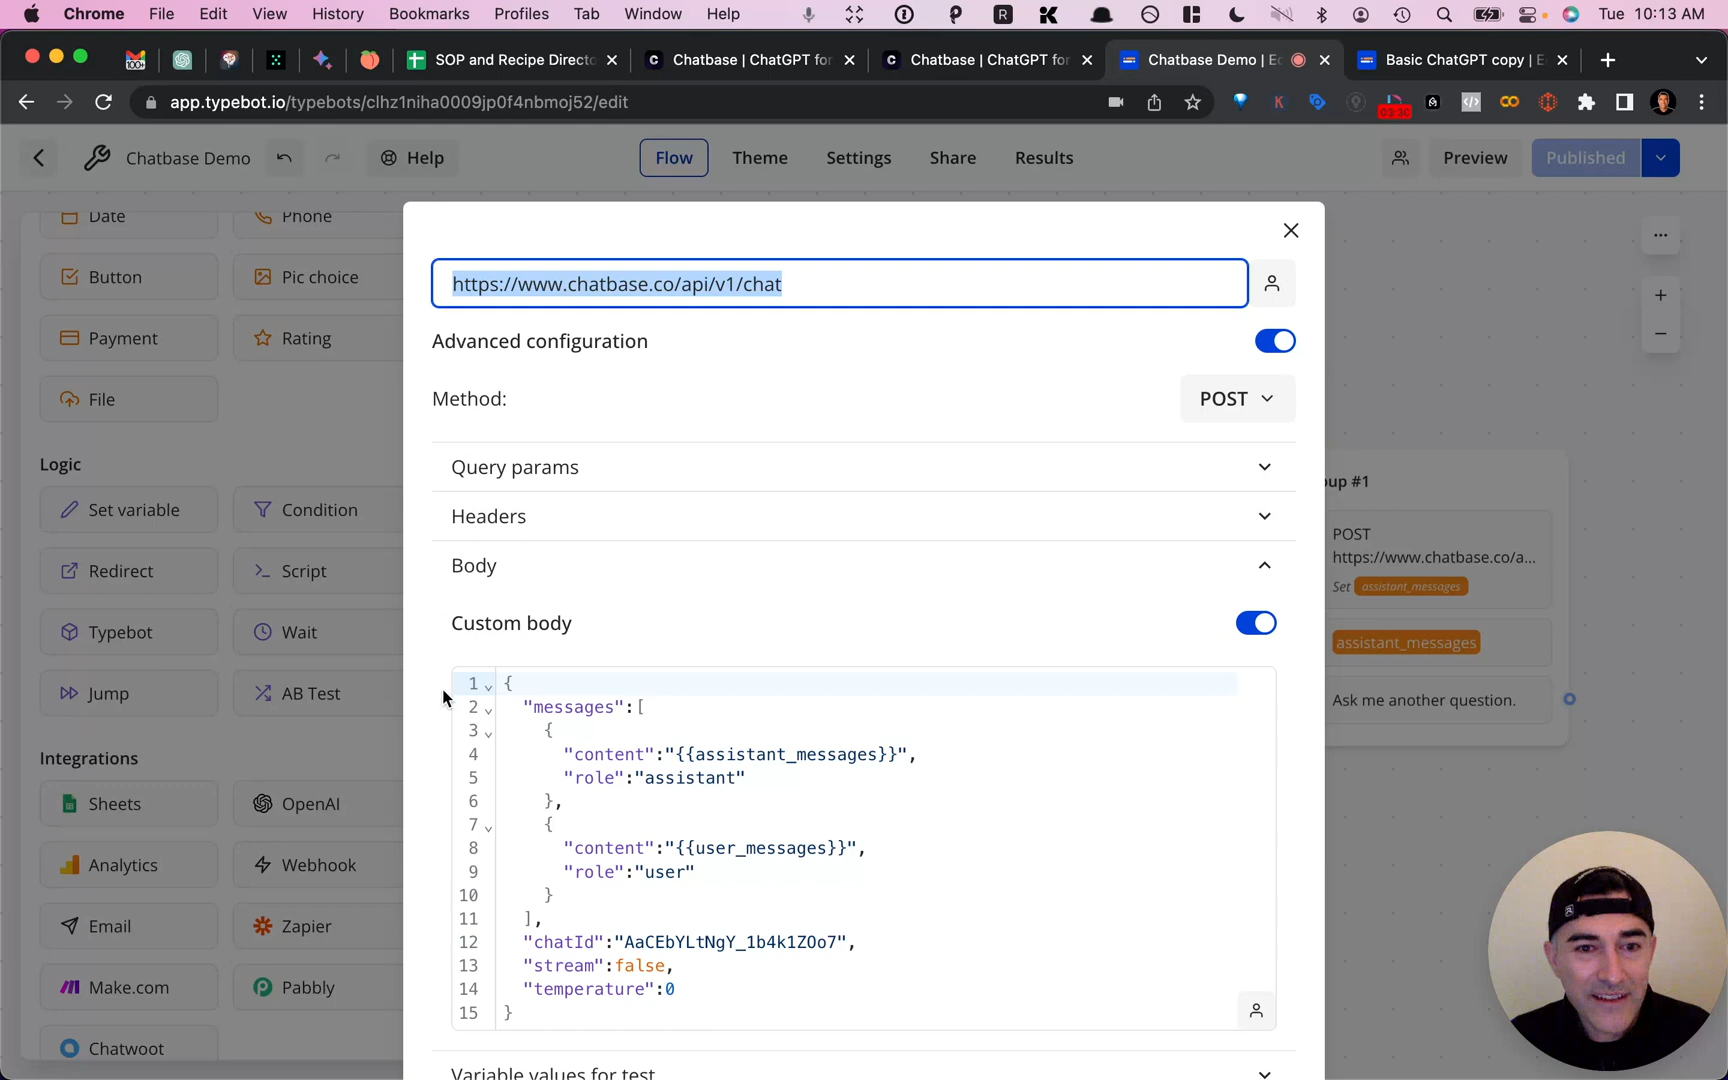 Chrome File Edit View History Bookmarks Profiles Tab Window Help Tue 10:13 AM
100+
SOP and Recipe Directo
Chatbase | ChatGPT for
Chatbase | ChatGPT for
Chatbase Demo | Ec
Basic ChatGPT copy | E
app.typebot.io/typebots/clhz1niha0009jp0f4nbmoj52/edit
Chatbase Demo
Help
Flow
Theme
Settings
Share
Results
Preview
Published
Date
Phone
Button
Pic choice
Payment
Rating
File
Logic
Set variable
Condition
Redirect
Script
Typebot
Wait
Jump
AB Test
Integrations
Sheets
OpenAI
Analytics
Webhook
Email
Zapier
Make.com
Pabbly
Chatwoot
https://www.chatbase.co/api/v1/chat
Advanced configuration
Method:
POST
Query params
Headers
Body
Custom body
1 {
2 "messages":[
3 {
4 "content":"{{assistant_messages}}",
5 "role":"assistant"
6 },
7 {
8 "content":"{{user_messages}}",
9 "role":"user"
10 }
11 ],
12 "chatId":"AaCEbYLtNgY_1b4k1ZOo7",
13 "stream":false,
14 "temperature":0
15 }
Variable values for test
oup #1
POST
https://www.chatbase.co/a...
Set assistant_messages
assistant_messages
Ask me another question.